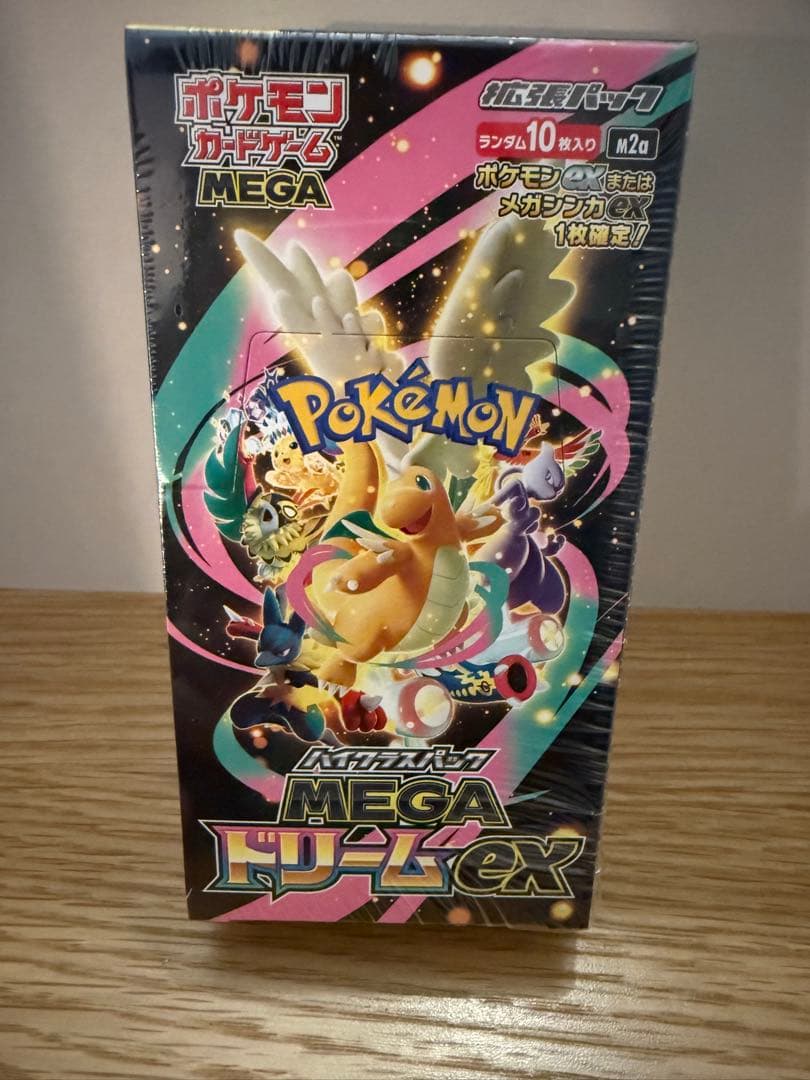 ポケモン
カードゲーム™
MEGA
拡張パック
ランダム10枚入り M2a
ポケモンexまたは
メガシンカex
1枚確定!
POKÉMON
ハイクラスパック
MEGA
ドリームex